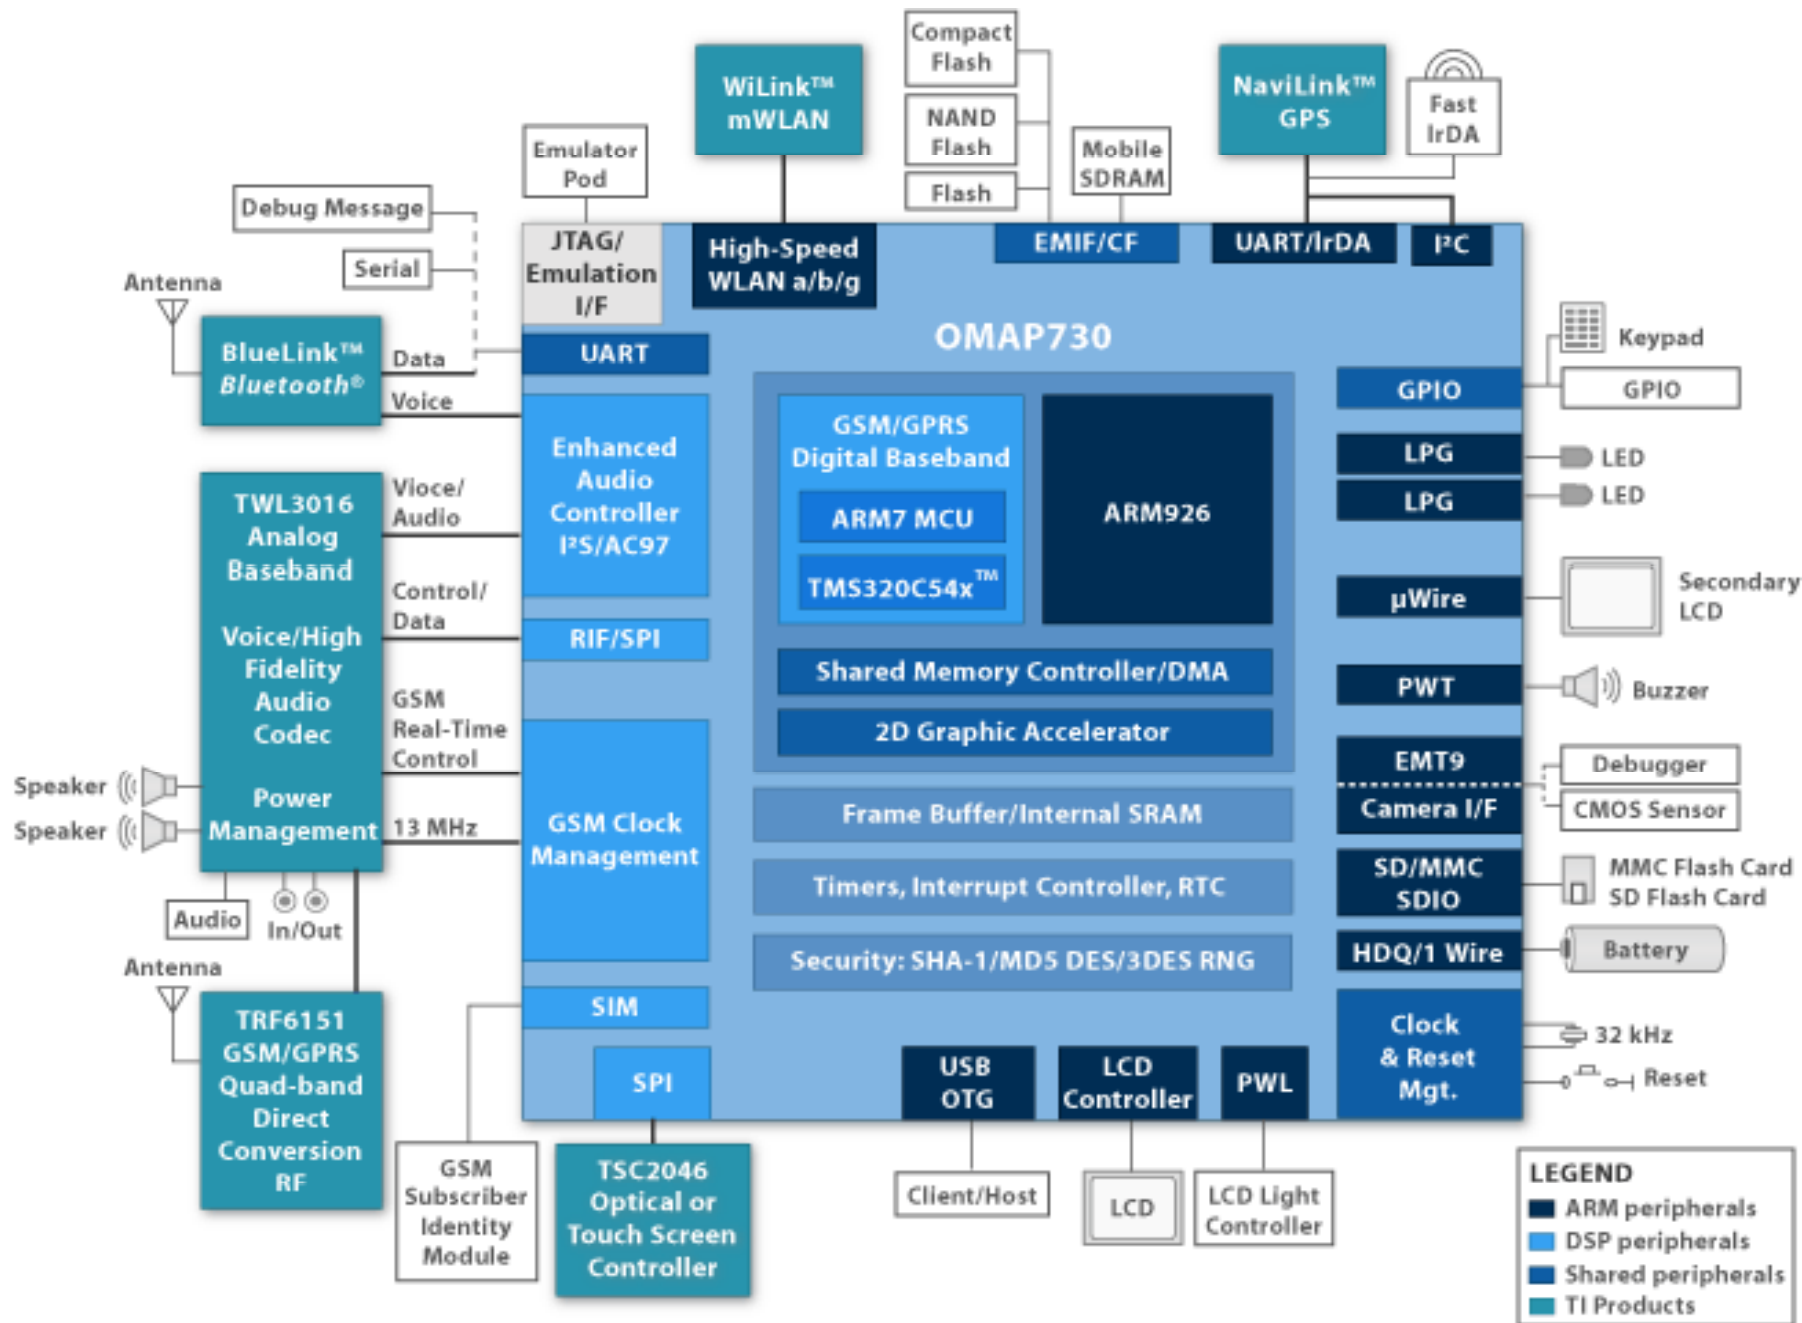 Compact
Flash
WiLink™
mWLAN
NAND
Flash
Flash
Mobile
SDRAM
NaviLink™
GPS
Fast
IrDA
Emulator
Pod
Debug Message
Serial
Antenna
BlueLink™
Bluetooth®
Data
Voice
JTAG/
Emulation
I/F
High-Speed
WLAN a/b/g
EMIF/CF
UART/IrDA
I²C
OMAP730
UART
Enhanced
Audio
Controller
I²S/AC97
RIF/SPI
GSM Clock
Management
SIM
SPI
GSM/GPRS
Digital Baseband
ARM7 MCU
TMS320C54x™
ARM926
Shared Memory Controller/DMA
2D Graphic Accelerator
Frame Buffer/Internal SRAM
Timers, Interrupt Controller, RTC
Security: SHA-1/MD5 DES/3DES RNG
USB
OTG
LCD
Controller
PWL
GPIO
LPG
LPG
µWire
PWT
EMT9
Camera I/F
SD/MMC
SDIO
HDQ/1 Wire
Clock
& Reset
Mgt.
Keypad
GPIO
LED
LED
Secondary
LCD
Buzzer
Debugger
CMOS Sensor
MMC Flash Card
SD Flash Card
Battery
32 kHz
Reset
TWL3016
Analog
Baseband
Voice/High
Fidelity
Audio
Codec
Power
Management
Vioce/
Audio
Control/
Data
GSM
Real-Time
Control
13 MHz
Speaker
Speaker
Audio
In/Out
Antenna
TRF6151
GSM/GPRS
Quad-band
Direct
Conversion
RF
GSM
Subscriber
Identity
Module
TSC2046
Optical or
Touch Screen
Controller
Client/Host
LCD
LCD Light
Controller
LEGEND
ARM peripherals
DSP peripherals
Shared peripherals
TI Products